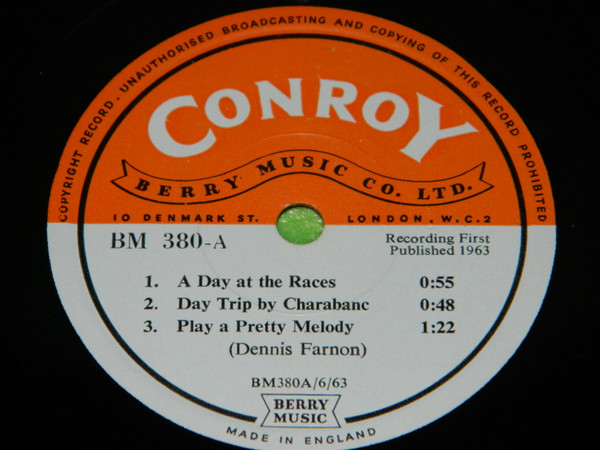 COPYRIGHT RECORD. UNAUTHORISED BROADCASTING AND COPYING OF THIS RECORD PROHIBITED
CONROY
BERRY MUSIC CO. LTD.
10 DENMARK ST. LONDON, W.C.2
BM 380-A Recording First
Published 1963
1. A Day at the Races 0:55
2. Day Trip by Charabanc 0:48
3. Play a Pretty Melody 1:22
(Dennis Farnon)
BM380A/6/63
BERRY
MUSIC
MADE IN ENGLAND